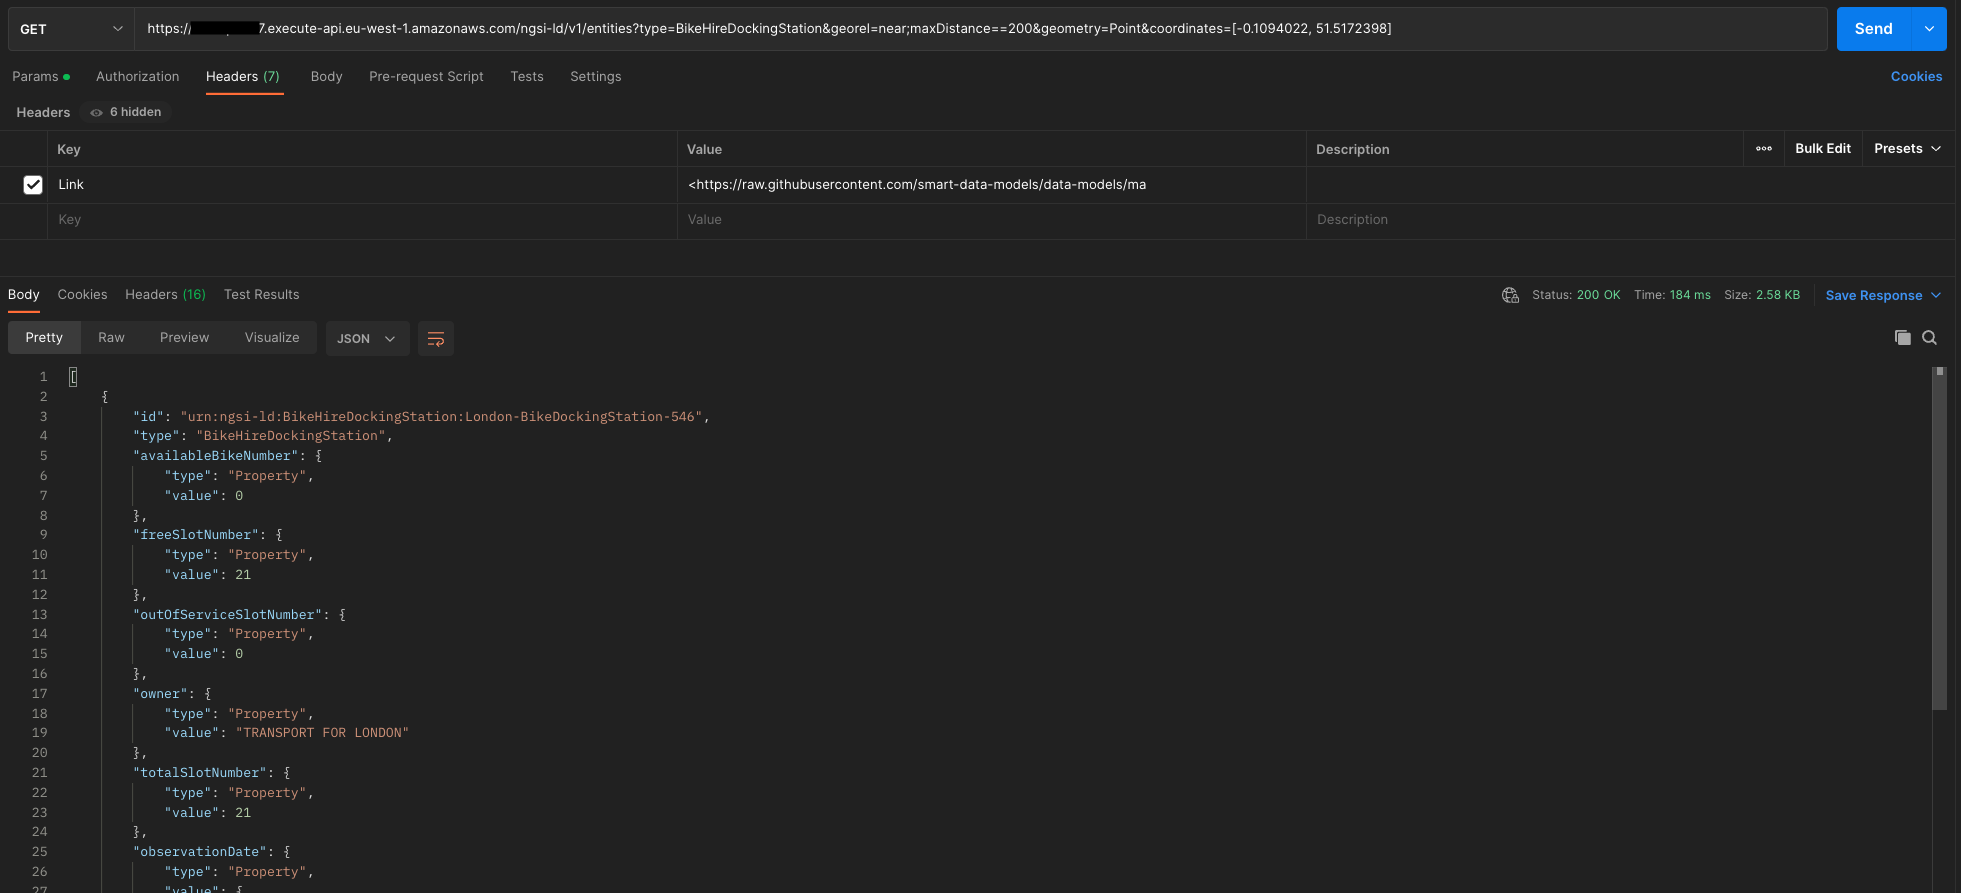 GET
https:// 7.execute-api.eu-west-1.amazonaws.com/ngsi-ld/v1/entities?type=BikeHireDockingStation&georel=near;maxDistance==200&geometry=Point&coordinates=[-0.1094022, 51.5172398]
Send
Params Authorization Headers (7) Body Pre-request Script Tests Settings Cookies
Headers 6 hidden
Key Value Description Bulk Edit Presets
Link <https://raw.githubusercontent.com/smart-data-models/data-models/ma
Key Value Description
Body Cookies Headers (16) Test Results Status: 200 OK Time: 184 ms Size: 2.58 KB Save Response
Pretty Raw Preview Visualize JSON
1 [
2 {
3 "id": "urn:ngsi-ld:BikeHireDockingStation:London-BikeDockingStation-546",
4 "type": "BikeHireDockingStation",
5 "availableBikeNumber": {
6 "type": "Property",
7 "value": 0
8 },
9 "freeSlotNumber": {
10 "type": "Property",
11 "value": 21
12 },
13 "outOfServiceSlotNumber": {
14 "type": "Property",
15 "value": 0
16 },
17 "owner": {
18 "type": "Property",
19 "value": "TRANSPORT FOR LONDON"
20 },
21 "totalSlotNumber": {
22 "type": "Property",
23 "value": 21
24 },
25 "observationDate": {
26 "type": "Property",
27 "value": {